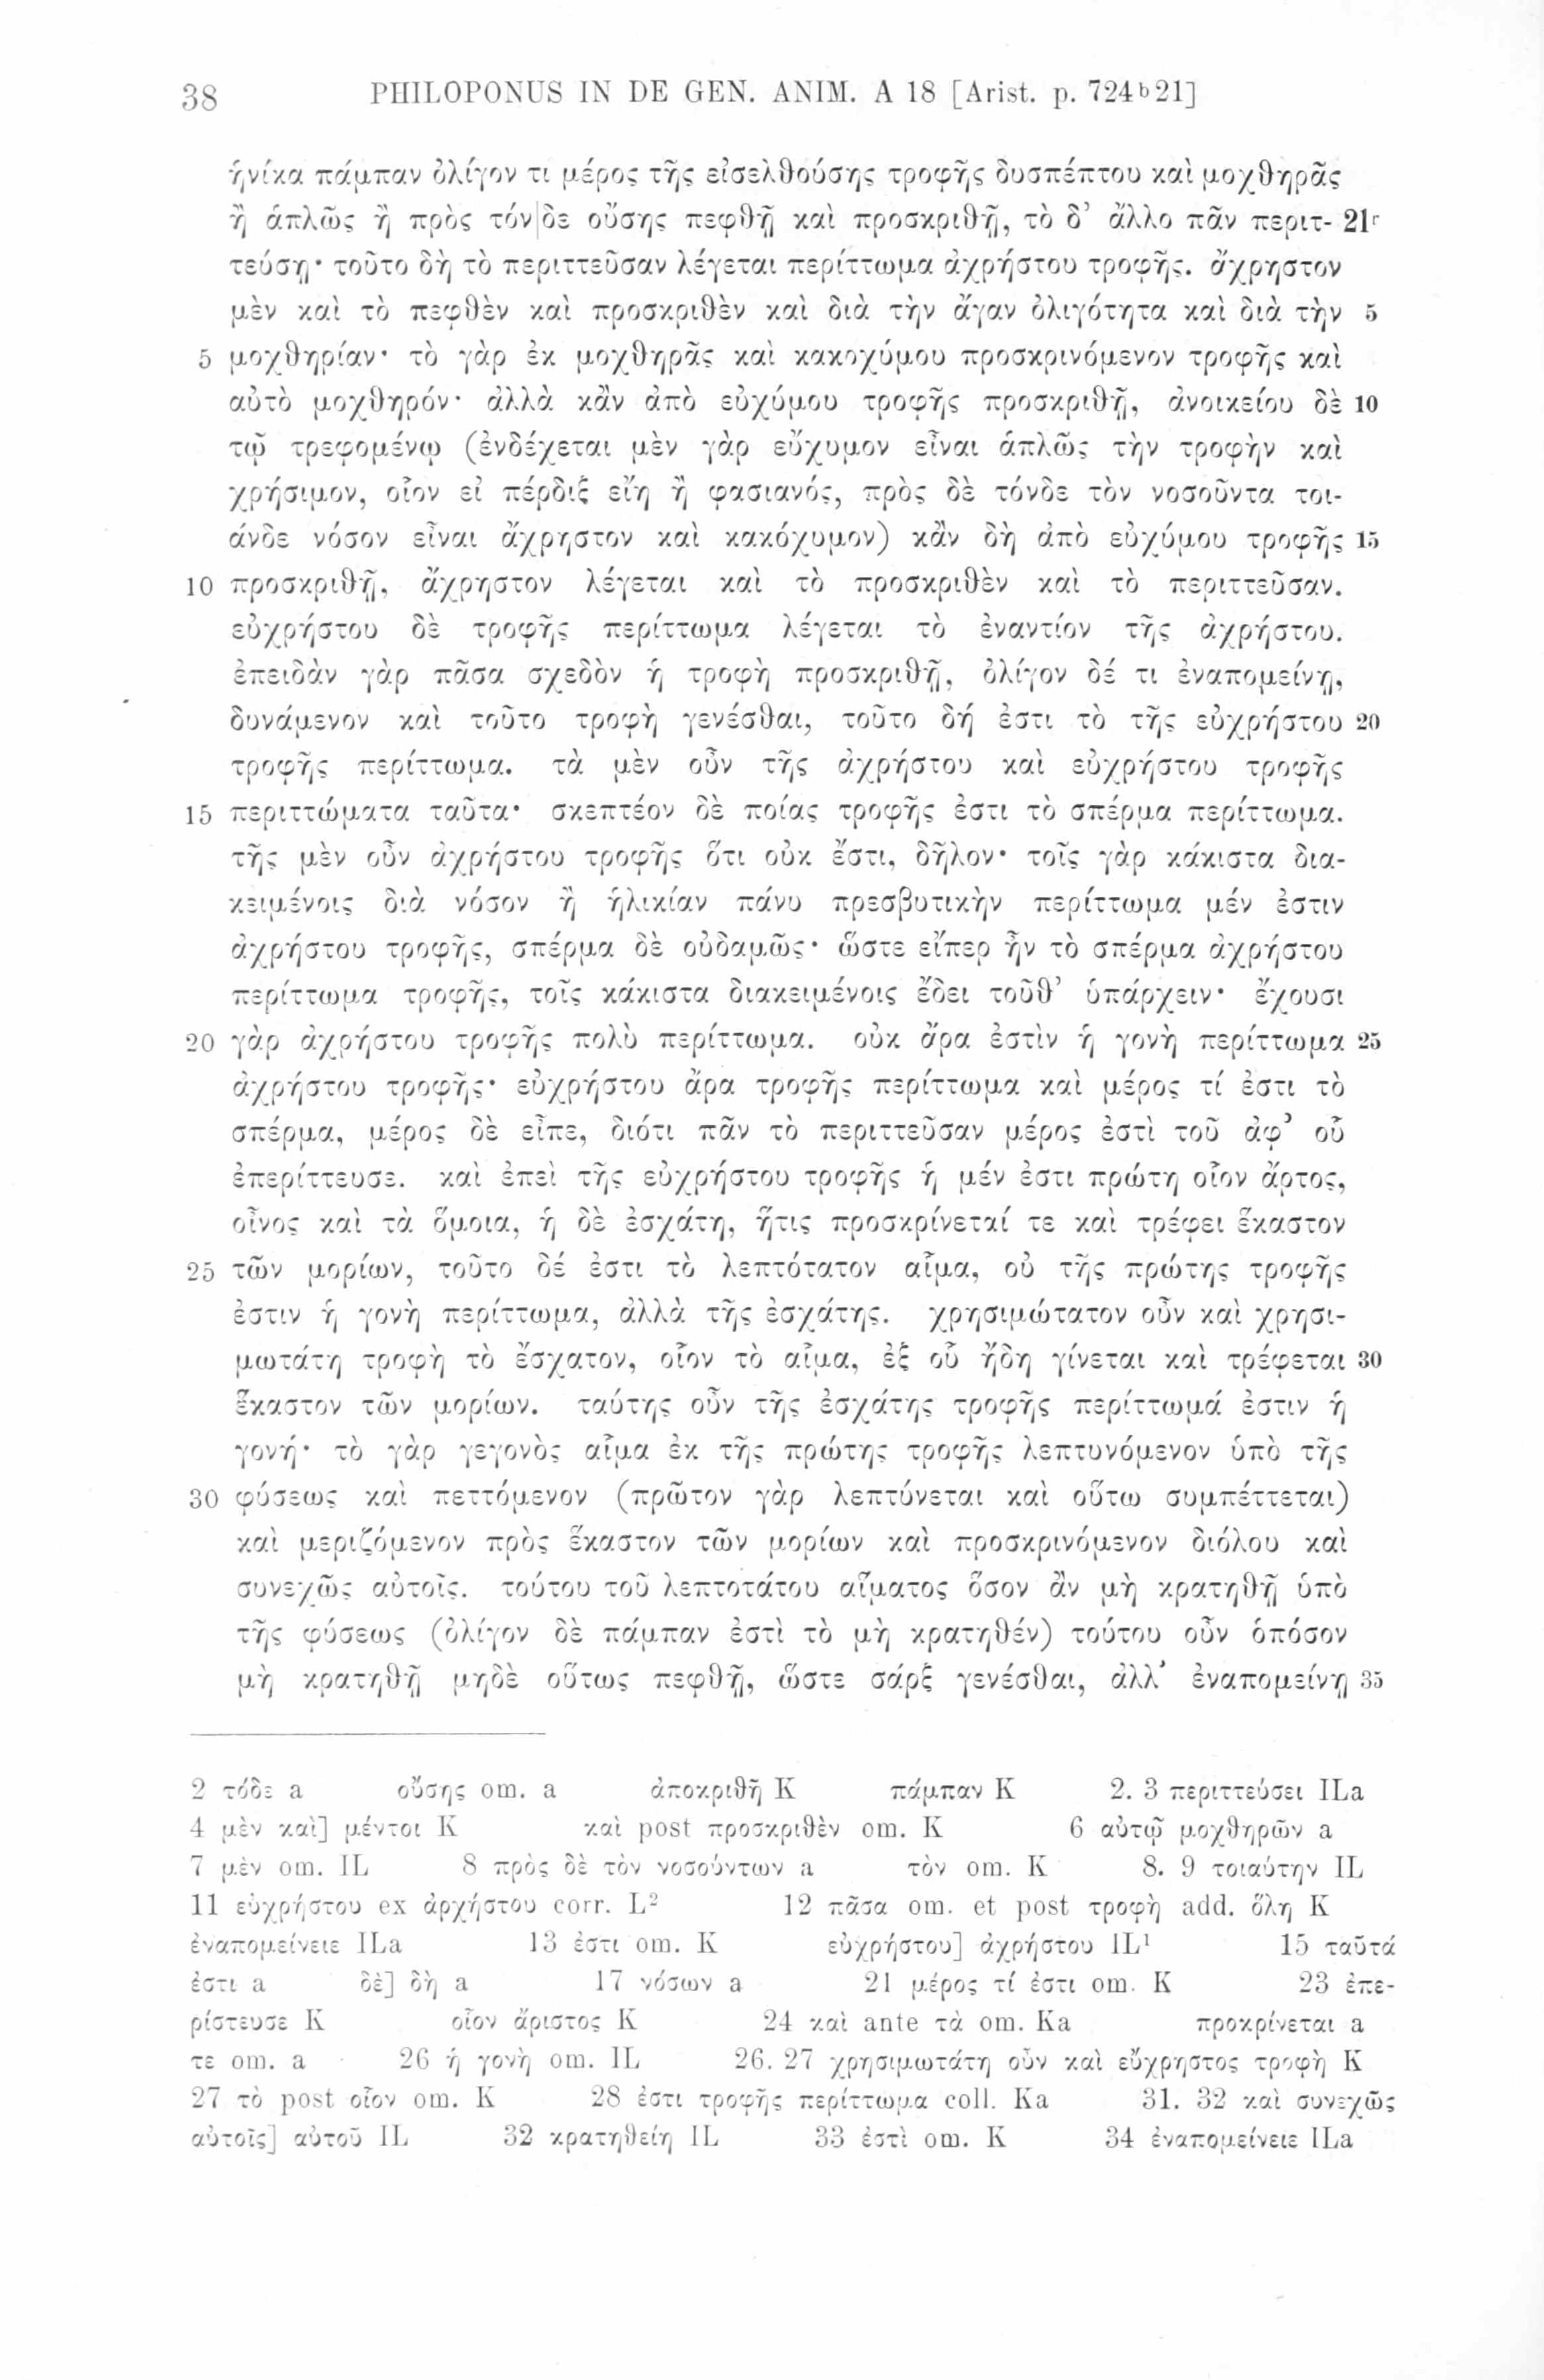 38 PHILOPONUS IN DE GEN. ANIM. A 18 [Arist. p. 724ᵇ21]
ἡνίκα πάμπαν ὀλίγον τι μέρος τῆς εἰσελθούσης τροφῆς δυσπέπτου καὶ μοχθηρᾶς
ἢ ἁπλῶς ἢ πρὸς τόν|δε οὔσης πεφθῇ καὶ προσκριθῇ, τὸ δ’ ἄλλο πᾶν περιτ- 21ʳ
τεύσῃ· τοῦτο δὴ τὸ περιττεῦσαν λέγεται περίττωμα ἀχρήστου τροφῆς. ἄχρηστον
μὲν καὶ τὸ πεφθὲν καὶ προσκριθὲν καὶ διὰ τὴν ἄγαν ὀλιγότητα καὶ διὰ τὴν 5
5 μοχθηρίαν· τὸ γὰρ ἐκ μοχθηρᾶς καὶ κακοχύμου προσκρινόμενον τροφῆς καὶ
αὐτὸ μοχθηρόν· ἀλλὰ κἂν ἀπὸ εὐχύμου τροφῆς προσκριθῇ, ἀνοικείου δὲ 10
τῷ τρεφομένῳ (ἐνδέχεται μὲν γὰρ εὔχυμον εἶναι ἁπλῶς τὴν τροφὴν καὶ
χρήσιμον, οἷον εἰ πέρδιξ εἴη ἢ φασιανός, πρὸς δὲ τόνδε τὸν νοσοῦντα τοι-
άνδε νόσον εἶναι ἄχρηστον καὶ κακόχυμον) κἂν δὴ ἀπὸ εὐχύμου τροφῆς 15
10 προσκριθῇ, ἄχρηστον λέγεται καὶ τὸ προσκριθὲν καὶ τὸ περιττεῦσαν.
εὐχρήστου δὲ τροφῆς περίττωμα λέγεται τὸ ἐναντίον τῆς ἀχρήστου.
ἐπειδὰν γὰρ πᾶσα σχεδὸν ἡ τροφὴ προσκριθῇ, ὀλίγον δέ τι ἐναπομείνῃ,
δυνάμενον καὶ τοῦτο τροφὴ γενέσθαι, τοῦτο δή ἐστι τὸ τῆς εὐχρήστου 20
τροφῆς περίττωμα. τὰ μὲν οὖν τῆς ἀχρήστου καὶ εὐχρήστου τροφῆς
15 περιττώματα ταῦτα· σκεπτέον δὲ ποίας τροφῆς ἐστι τὸ σπέρμα περίττωμα.
τῆς μὲν οὖν ἀχρήστου τροφῆς ὅτι οὐκ ἔστι, δῆλον· τοῖς γὰρ κάκιστα δια-
κειμένοις διὰ νόσον ἢ ἡλικίαν πάνυ πρεσβυτικὴν περίττωμα μέν ἐστιν
ἀχρήστου τροφῆς, σπέρμα δὲ οὐδαμῶς· ὥστε εἴπερ ἦν τὸ σπέρμα ἀχρήστου
περίττωμα τροφῆς, τοῖς κάκιστα διακειμένοις ἔδει τοῦθ’ ὑπάρχειν· ἔχουσι
20 γὰρ ἀχρήστου τροφῆς πολὺ περίττωμα. οὐκ ἄρα ἐστὶν ἡ γονὴ περίττωμα 25
ἀχρήστου τροφῆς· εὐχρήστου ἄρα τροφῆς περίττωμα καὶ μέρος τί ἐστι τὸ
σπέρμα, μέρος δὲ εἶπε, διότι πᾶν τὸ περιττεῦσαν μέρος ἐστὶ τοῦ ἀφ’ οὗ
ἐπερίττευσε. καὶ ἐπεὶ τῆς εὐχρήστου τροφῆς ἡ μέν ἐστι πρώτη οἷον ἄρτος,
οἶνος καὶ τὰ ὅμοια, ἡ δὲ ἐσχάτη, ἥτις προσκρίνεταί τε καὶ τρέφει ἕκαστον
25 τῶν μορίων, τοῦτο δέ ἐστι τὸ λεπτότατον αἷμα, οὐ τῆς πρώτης τροφῆς
ἐστιν ἡ γονὴ περίττωμα, ἀλλὰ τῆς ἐσχάτης. χρησιμώτατον οὖν καὶ χρησι-
μωτάτη τροφὴ τὸ ἔσχατον, οἷον τὸ αἷμα, ἐξ οὗ ἤδη γίνεται καὶ τρέφεται 30
ἕκαστον τῶν μορίων. ταύτης οὖν τῆς ἐσχάτης τροφῆς περίττωμά ἐστιν ἡ
γονή· τὸ γὰρ γεγονὸς αἷμα ἐκ τῆς πρώτης τροφῆς λεπτυνόμενον ὑπὸ τῆς
30 φύσεως καὶ πεττόμενον (πρῶτον γὰρ λεπτύνεται καὶ οὕτω συμπέττεται)
καὶ μεριζόμενον πρὸς ἕκαστον τῶν μορίων καὶ προσκρινόμενον διόλου καὶ
συνεχῶς αὐτοῖς. τούτου τοῦ λεπτοτάτου αἵματος ὅσον ἂν μὴ κρατηθῇ ὑπὸ
τῆς φύσεως (ὀλίγον δὲ πάμπαν ἐστὶ τὸ μὴ κρατηθέν) τούτου οὖν ὁπόσον
μὴ κρατηθῇ μηδὲ οὕτως πεφθῇ, ὥστε σάρξ γενέσθαι, ἀλλ’ ἐναπομείνῃ 35
2 τόδε a οὔσης om. a ἀποκριθῆ K πάμπαν K 2. 3 περιττεύσει ILa
4 μὲν καὶ] μέντοι K καὶ post προσκριθὲν om. K 6 αὐτῷ μοχθηρῶν a
7 μὲν om. IL 8 πρὸς δὲ τὸν νοσούντων a τὸν om. K 8. 9 τοιαύτην IL
11 εὐχρήστου ex ἀρχήστου corr. L² 12 πᾶσα om. et post τροφὴ add. ὅλη K
ἐναπομείνειε ILa 13 ἐστι om. K εὐχρήστου] ἀχρήστου IL¹ 15 ταῦτά
ἐστι a δὲ] δὴ a 17 νόσων a 21 μέρος τί ἐστι om. K 23 ἐπε-
ρίστευσε K οἷον ἄριστος K 24 καὶ ante τὰ om. Ka προκρίνεται a
τε om. a 26 ἡ γονὴ om. IL 26. 27 χρησιμωτάτη οὖν καὶ εὔχρηστος τροφὴ K
27 τὸ post οἷον om. K 28 ἐστι τροφῆς περίττωμα coll. Ka 31. 32 καὶ συνεχῶς
αὐτοῖς] αὐτοῦ IL 32 κρατηθείη IL 33 ἐστὶ om. K 34 ἐναπομείνειε ILa